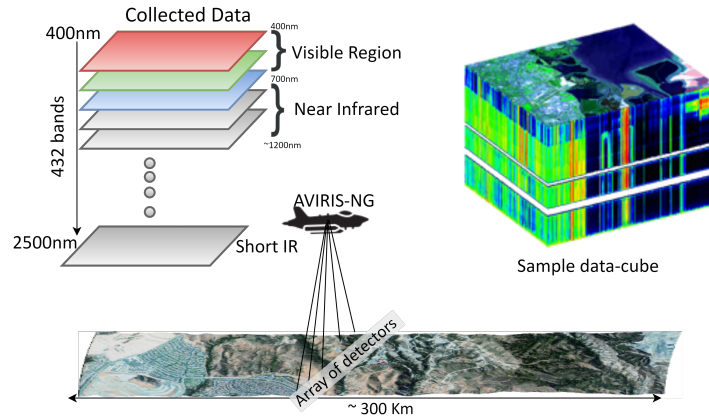 Collected Data
400nm
400nm
Visible Region
700nm
Near Infrared
~1200nm
432 bands
2500nm
Short IR
AVIRIS-NG
Sample data-cube
Array of detectors
~ 300 Km